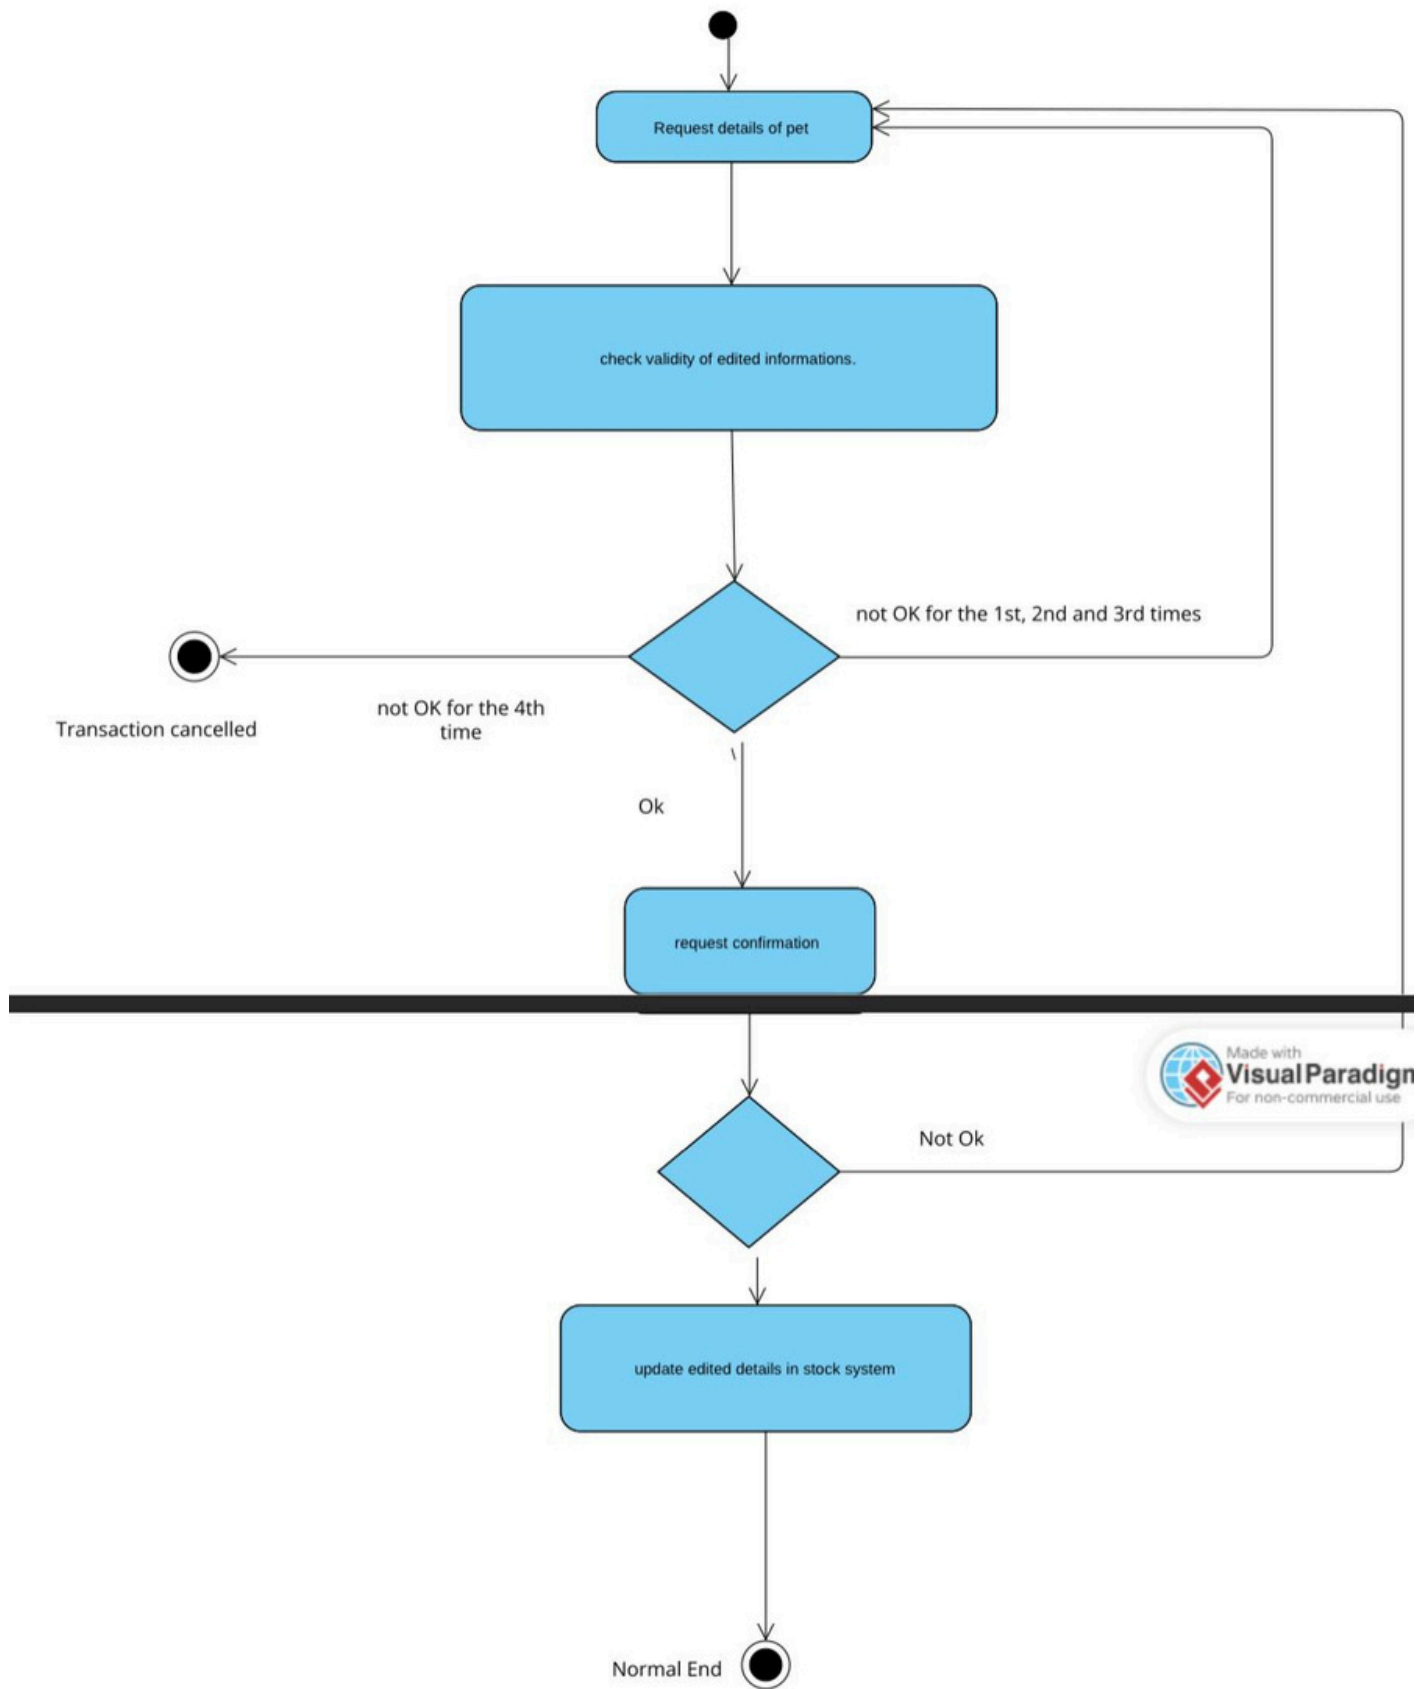 Request details of pet
check validity of edited informations.
not OK for the 1st, 2nd and 3rd times
not OK for the 4th
time
Transaction cancelled
Ok
request confirmation
Made with
VisualParadigm
For non-commercial use
Not Ok
update edited details in stock system
Normal End